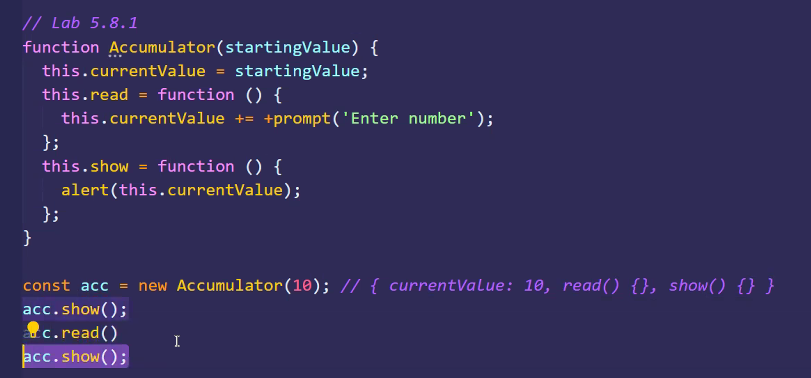 // Lab 5.8.1
function Accumulator(startingValue) {
  this.currentValue = startingValue;
  this.read = function () {
    this.currentValue += +prompt('Enter number');
  };
  this.show = function () {
    alert(this.currentValue);
  };
}

const acc = new Accumulator(10); // { currentValue: 10, read() {}, show() {} }
acc.show();
acc.read()
acc.show();